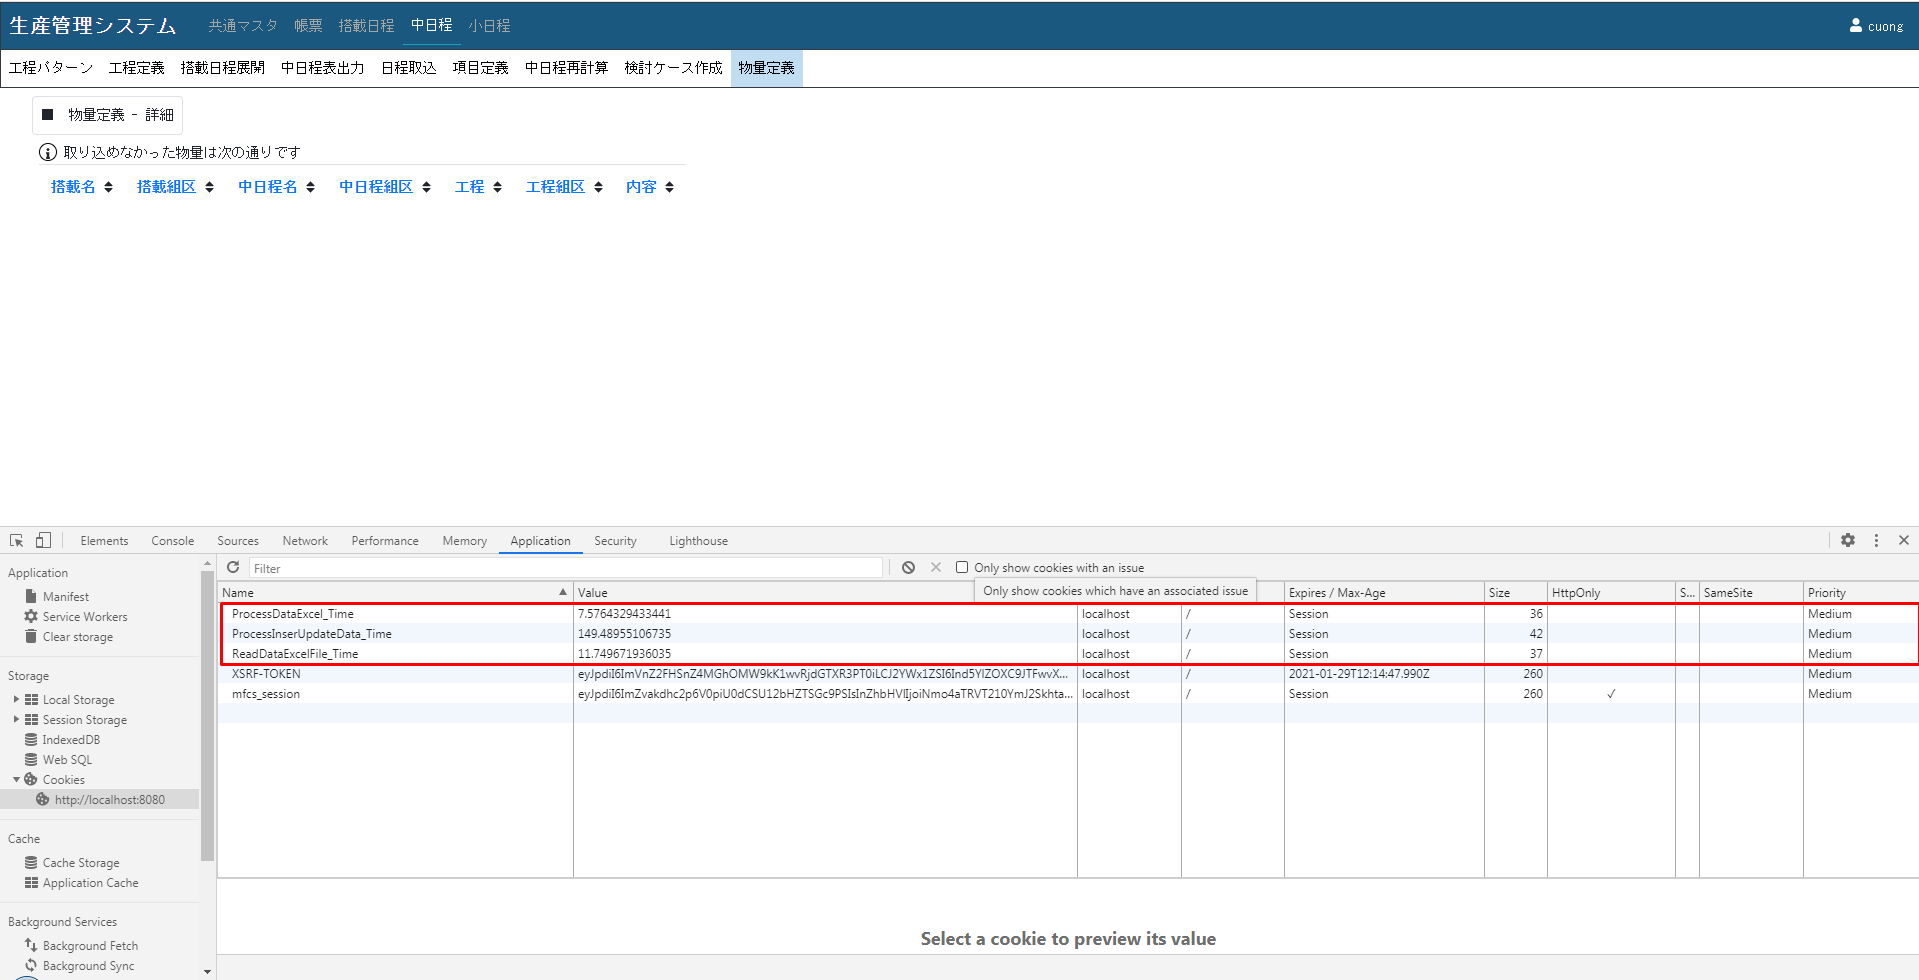 生産管理システム 共通マスタ 帳票 搭載日程 中日程 小日程 cuong
工程パターン 工程定義 搭載日程展開 中日程表出力 日程取込 項目定義 中日程再計算 検討ケース作成 物量定義
■ 物量定義 - 詳細
取り込めなかった物量は次の通りです
搭載名 搭載組区 中日程名 中日程組区 工程 工程組区 内容
Elements Console Sources Network Performance Memory Application Security Lighthouse
Filter Only show cookies with an issue
Only show cookies which have an associated issue
Application
Manifest
Service Workers
Clear storage
Storage
Local Storage
Session Storage
IndexedDB
Web SQL
Cookies
http://localhost:8080
Cache
Cache Storage
Application Cache
Background Services
Background Fetch
Background Sync
Name Value Expires / Max-Age Size HttpOnly S... SameSite Priority
ProcessDataExcel_Time 7.5764329433441 localhost / Session 36 Medium
ProcessInserUpdateData_Time 149.48955106735 localhost / Session 42 Medium
ReadDataExcelFile_Time 11.749671936035 localhost / Session 37 Medium
XSRF-TOKEN localhost / 2021-01-29T12:14:47.990Z 260 Medium
mfcs_session localhost / Session 260 ✓ Medium
Select a cookie to preview its value